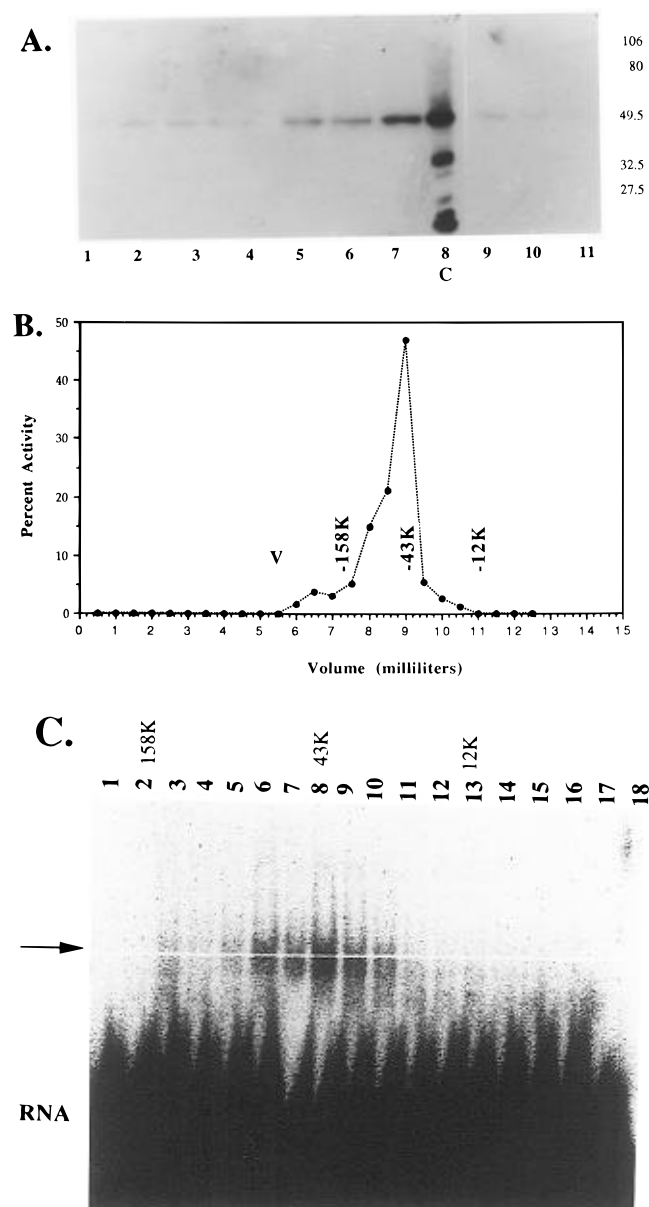 A.
106
80
49.5
32.5
27.5
1 2 3 4 5 6 7 8 9 10 11
C
B.
50
40
30
20
10
0
Percent Activity
V
-158K
-43K
-12K
0 1 2 3 4 5 6 7 8 9 10 11 12 13 14 15
Volume (milliliters)
C.
158K 43K 12K
1 2 3 4 5 6 7 8 9 10 11 12 13 14 15 16 17 18
RNA